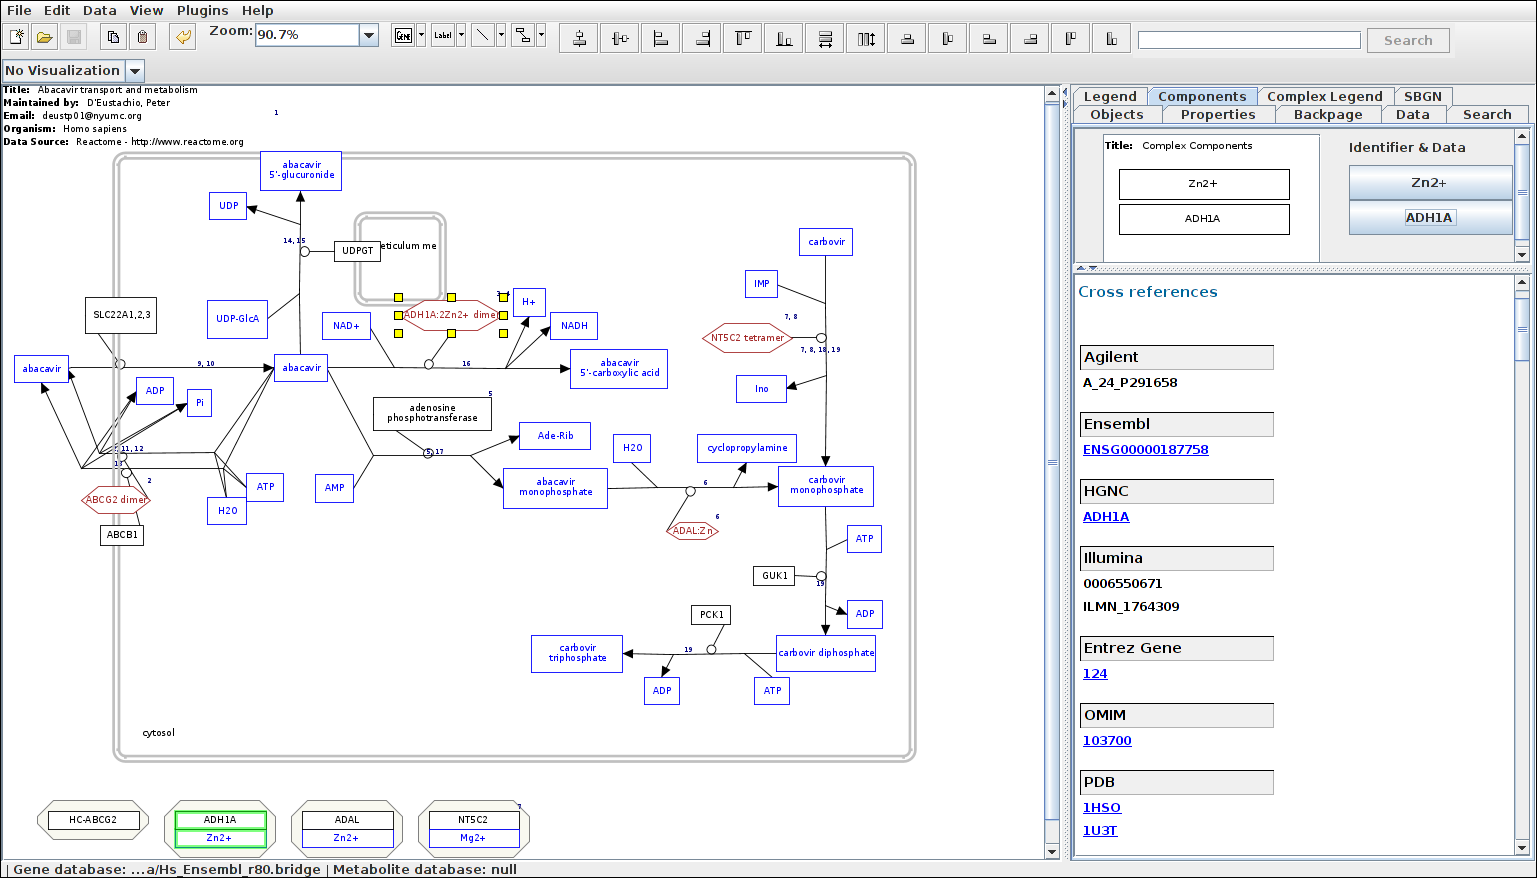 File Edit Data View Plugins Help
Zoom: 90.7%
Gene Label
Search
No Visualization
Title: Abacavir transport and metabolism
Maintained by: D'Eustachio, Peter
Email: deustp01@nyumc.org
Organism: Homo sapiens
Data Source: Reactome - http://www.reactome.org
1
abacavir
5'-glucuronide
UDP
14, 15
UDPGT
eticulum me
carbovir
IMP
SLC22A1,2,3
UDP-GlcA
NAD+
ADH1A:2Zn2+ dime
H+
NADH
7, 8
NT5C2 tetramer
7, 8, 18, 19
abacavir
9, 10
abacavir
16
abacavir
5'-carboxylic acid
ADP
Pi
Ino
5
adenosine
phosphotransferase
Ade-Rib
H2O
cyclopropylamine
11, 12
13
5, 17
2
ABCG2 dimer
ATP
AMP
abacavir
monophosphate
6
carbovir
monophosphate
H2O
6
ADAL:Zn
ABCB1
ATP
GUK1
19
PCK1
ADP
carbovir
triphosphate
19
carbovir diphosphate
ADP
ATP
cytosol
HC-ABCG2
ADH1A
Zn2+
ADAL
Zn2+
7
NT5C2
Mg2+
Legend Components Complex Legend SBGN
Objects Properties Backpage Data Search
Title: Complex Components
Zn2+
ADH1A
Identifier & Data
Zn2+
ADH1A
Cross references
Agilent
A_24_P291658
Ensembl
ENSG00000187758
HGNC
ADH1A
Illumina
0006550671
ILMN_1764309
Entrez Gene
124
OMIM
103700
PDB
1HSO
1U3T
| Gene database: ...a/Hs_Ensembl_r80.bridge | Metabolite database: null